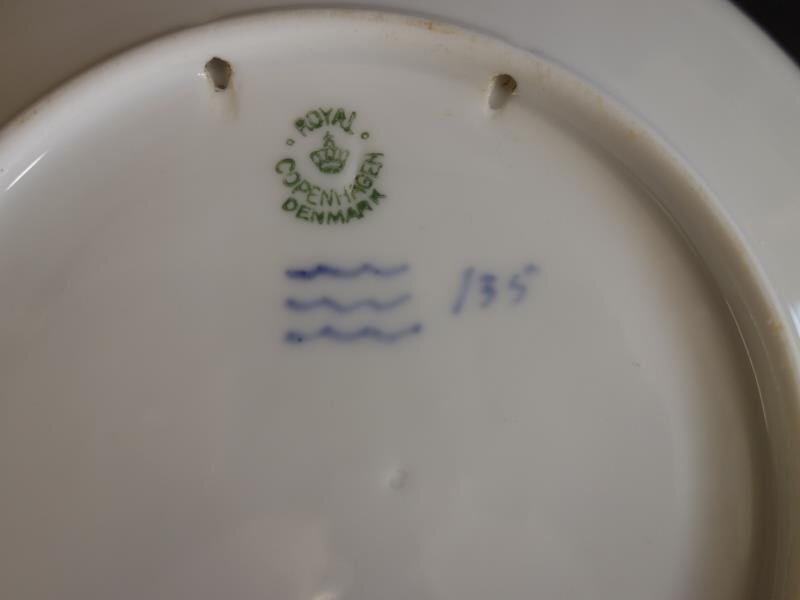 ROYAL
COPENHAGEN
DENMARK
135